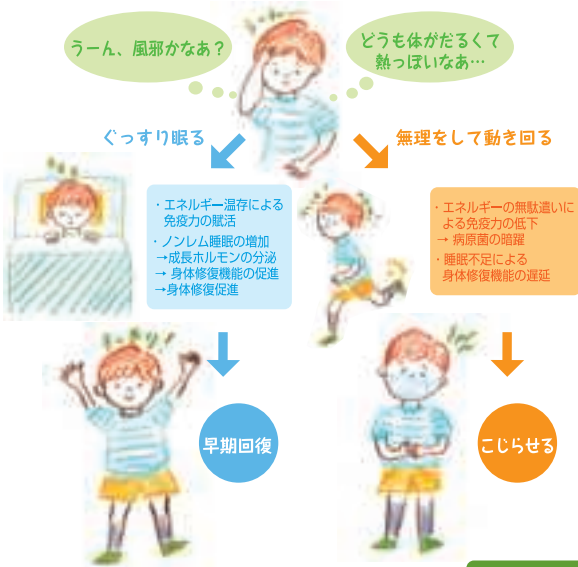 うーん、風邪かなあ？
どうも体がだるくて
熱っぽいなあ…
ぐっすり眠る
無理をして動き回る
・エネルギー温存による
免疫力の賦活
・ノンレム睡眠の増加
→成長ホルモンの分泌
→ 身体修復機能の促進
→身体修復促進
・エネルギーの無駄遣いに
よる免疫力の低下
→ 病原菌の暗躍
・睡眠不足による
身体修復機能の遅延
早期回復
こじらせる